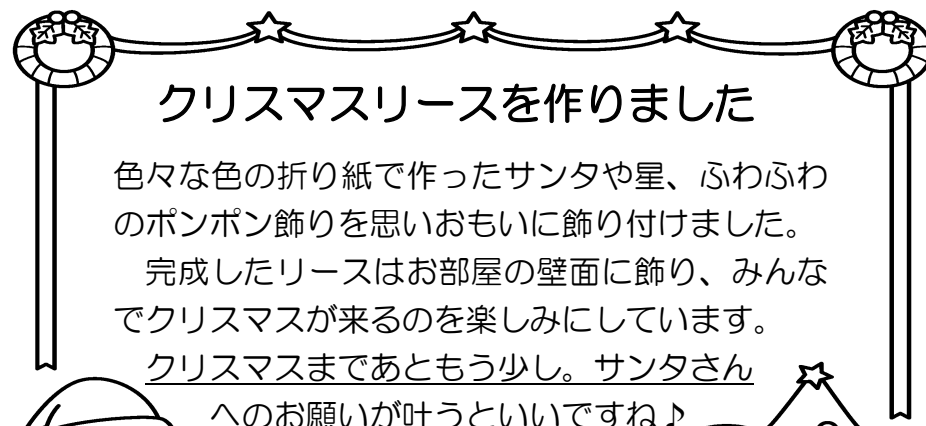 クリスマスリースを作りました
色々な色の折り紙で作ったサンタや星、ふわふわ
のポンポン飾りを思いおもいに飾り付けました。
　完成したリースはお部屋の壁面に飾り、みんな
でクリスマスが来るのを楽しみにしています。
クリスマスまであともう少し。サンタさん
へのお願いが叶うといいですね♪